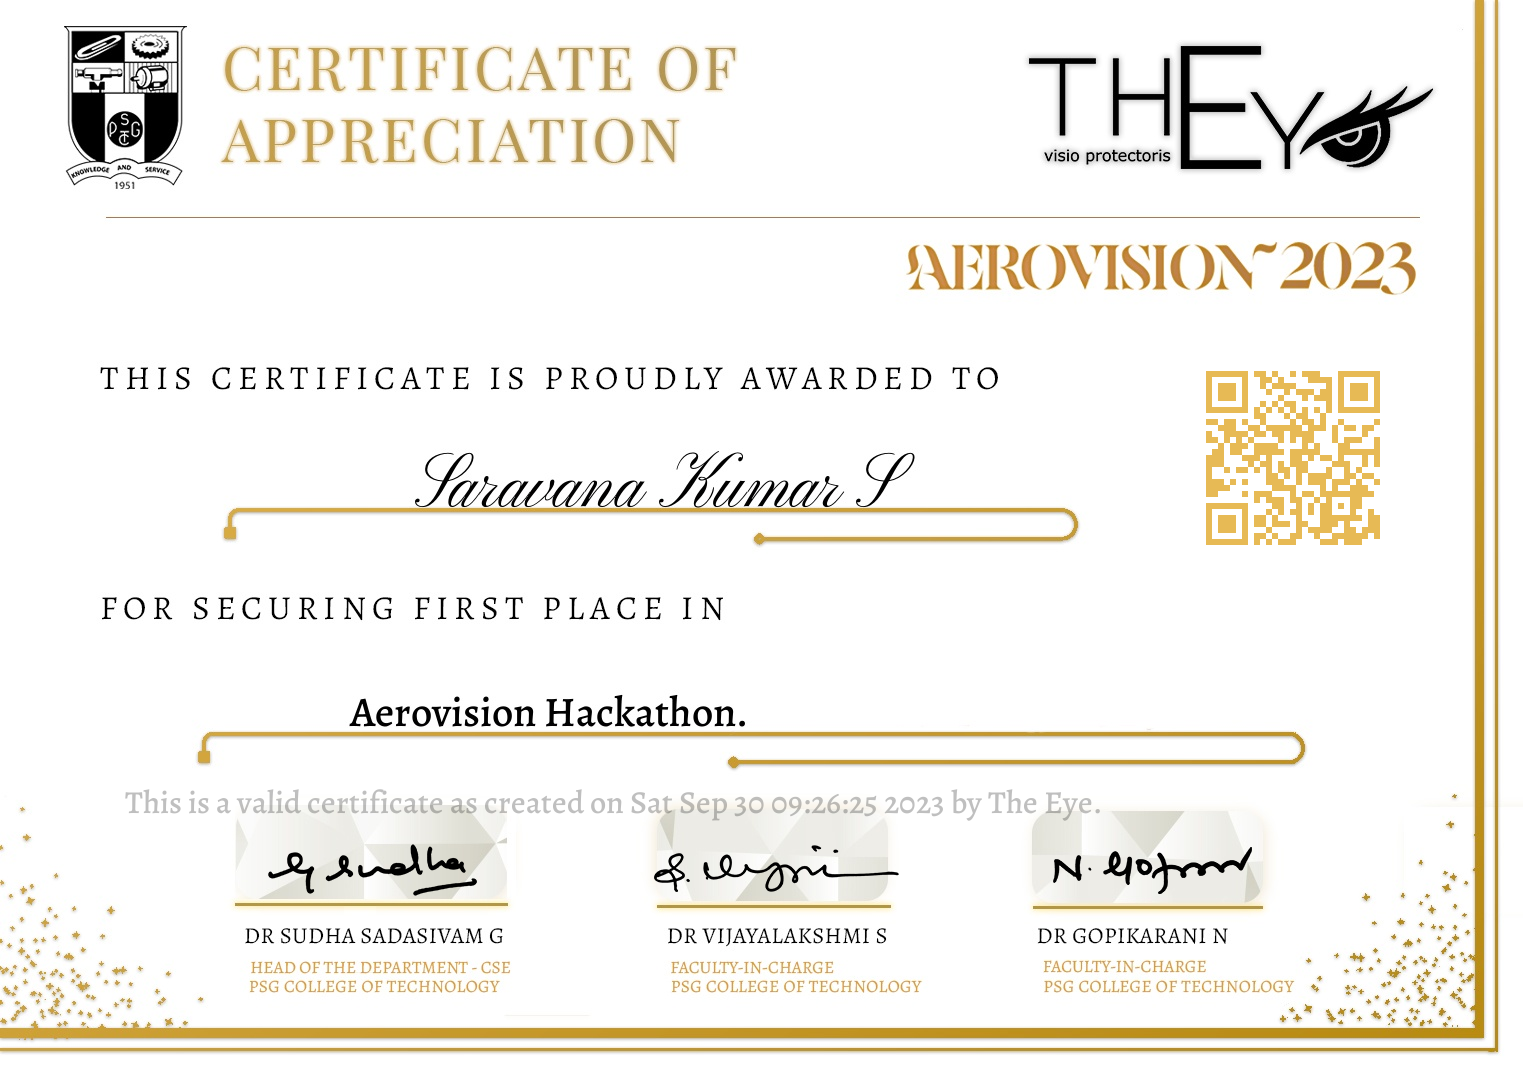 CERTIFICATE OF
APPRECIATION
PSG
TC
KNOWLEDGE AND SERVICE
1951
THEY
visio protectoris
AEROVISION~2023
THIS CERTIFICATE IS PROUDLY AWARDED TO
Saravana Kumar S
FOR SECURING FIRST PLACE IN
Aerovision Hackathon.
This is a valid certificate as created on Sat Sep 30 09:26:25 2023 by The Eye.
G Sudha
S. 
N. Gop
DR SUDHA SADASIVAM G
HEAD OF THE DEPARTMENT - CSE
PSG COLLEGE OF TECHNOLOGY
DR VIJAYALAKSHMI S
FACULTY-IN-CHARGE
PSG COLLEGE OF TECHNOLOGY
DR GOPIKARANI N
FACULTY-IN-CHARGE
PSG COLLEGE OF TECHNOLOGY